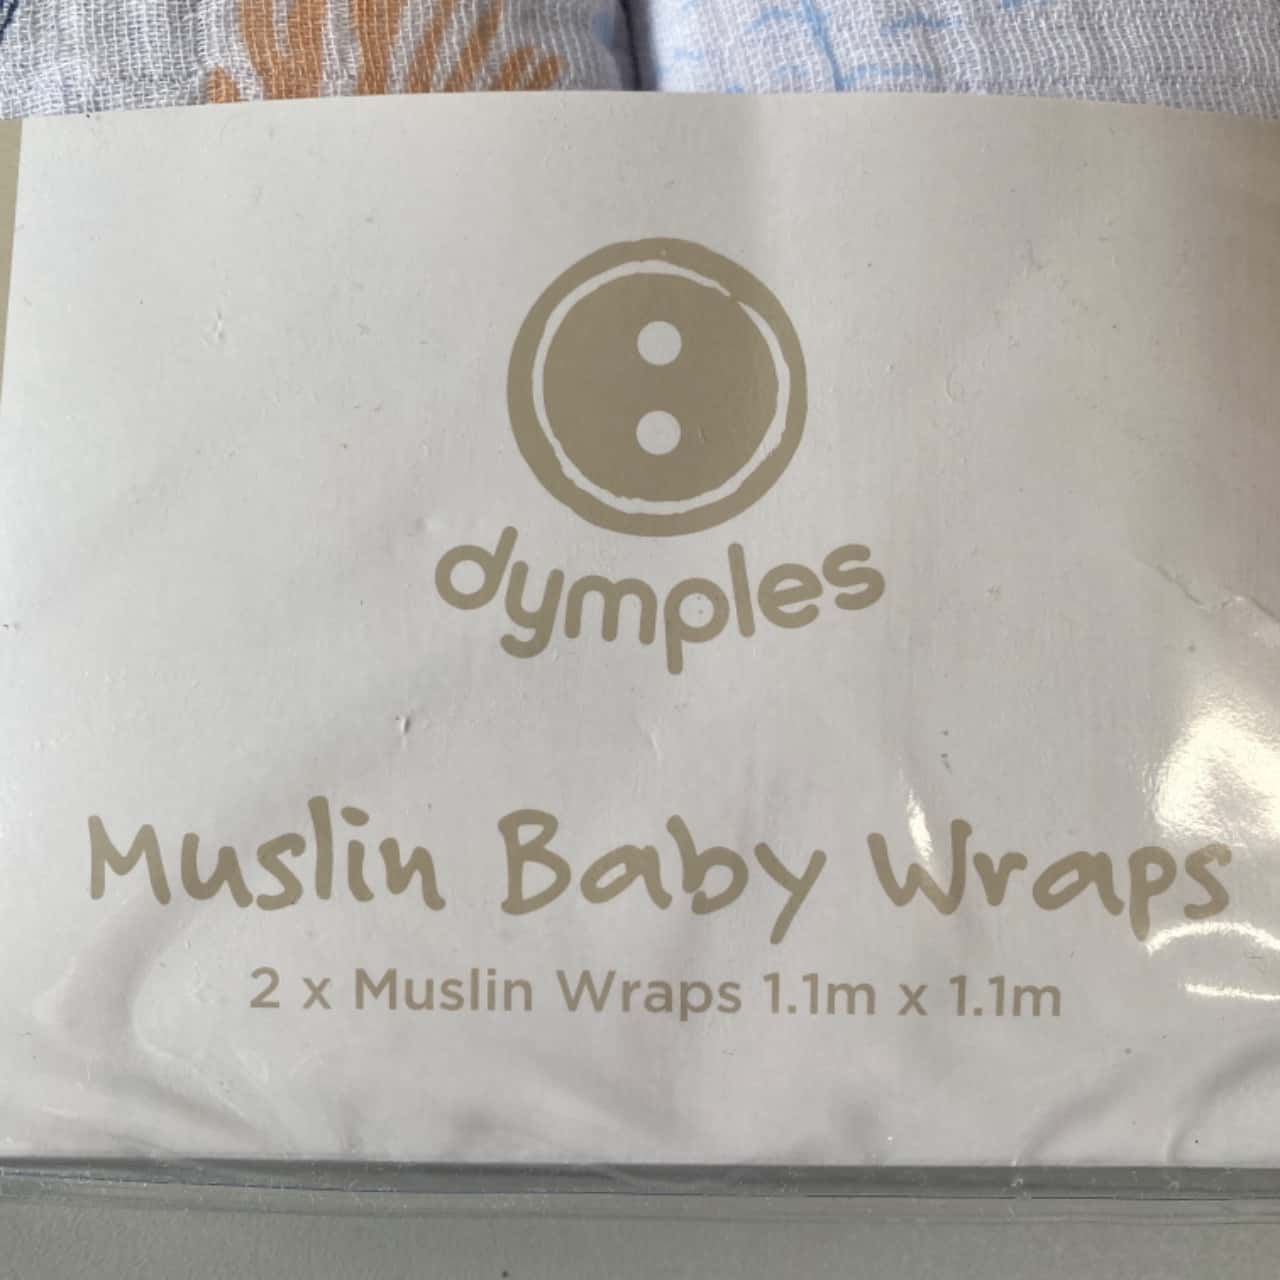 dymples
Muslin Baby Wraps
2 x Muslin Wraps 1.1m x 1.1m